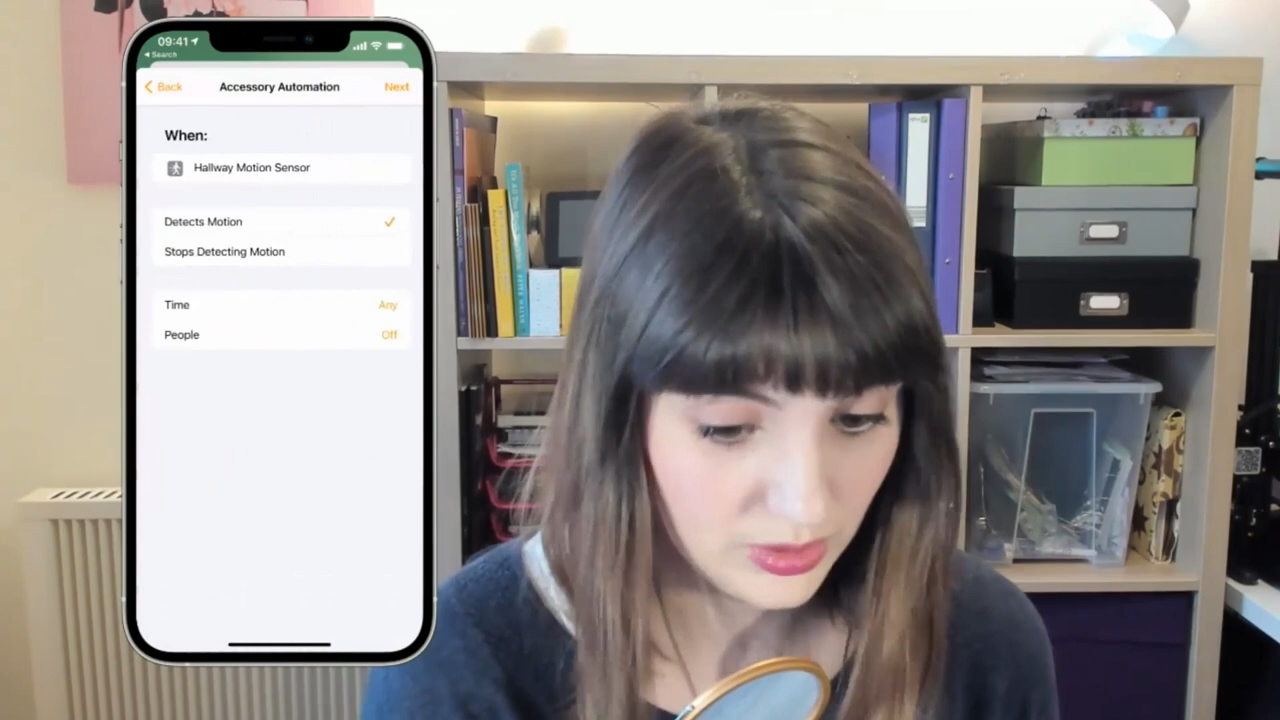 09:41
Search
Back
Accessory Automation
Next
When:
Hallway Motion Sensor
Detects Motion
Stops Detecting Motion
Time
Any
People
Off